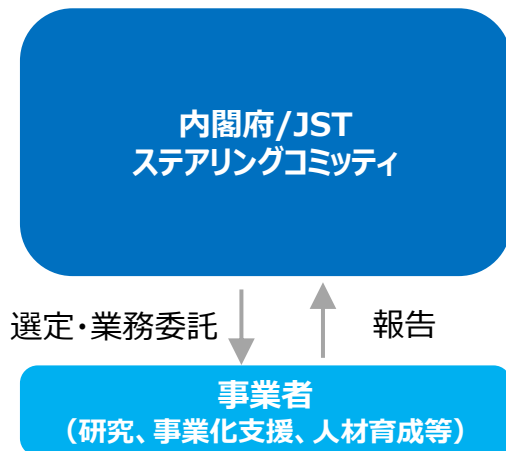 内閣府/JST
ステアリングコミッティ
選定・業務委託
報告
事業者
（研究、事業化支援、人材育成等）